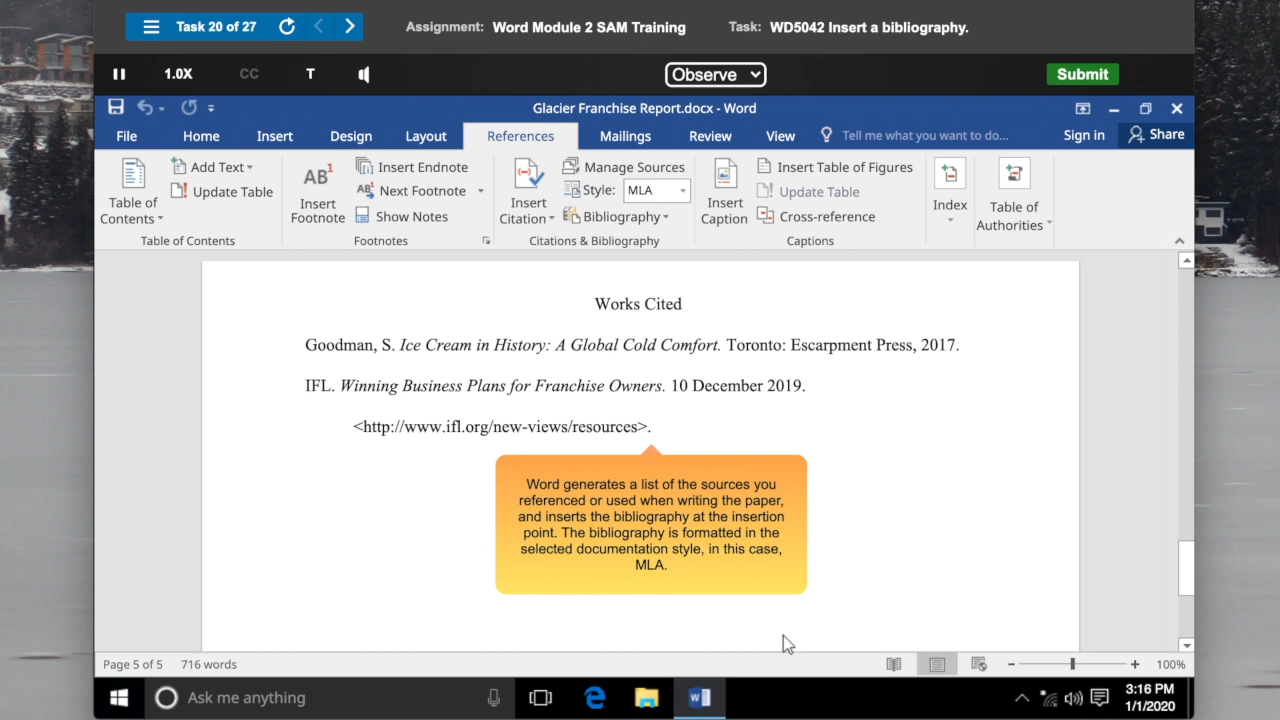 Task 20 of 27
Assignment: Word Module 2 SAM Training
Task: WD5042 Insert a bibliography.
1.0X
CC
T
Observe
Submit
Glacier Franchise Report.docx - Word
File
Home
Insert
Design
Layout
References
Mailings
Review
View
Tell me what you want to do...
Sign in
Share
Table of
Contents
Add Text
Update Table
Table of Contents
AB¹
Insert
Footnote
Insert Endnote
Next Footnote
Show Notes
Footnotes
Insert
Citation
Manage Sources
Style: MLA
Bibliography
Citations & Bibliography
Insert
Caption
Insert Table of Figures
Update Table
Cross-reference
Captions
Index
Table of
Authorities
Works Cited
Goodman, S. Ice Cream in History: A Global Cold Comfort. Toronto: Escarpment Press, 2017.
IFL. Winning Business Plans for Franchise Owners. 10 December 2019.
<http://www.ifl.org/new-views/resources>.
Word generates a list of the sources you
referenced or used when writing the paper,
and inserts the bibliography at the insertion
point. The bibliography is formatted in the
selected documentation style, in this case,
MLA.
Page 5 of 5
716 words
100%
Ask me anything
3:16 PM
1/1/2020